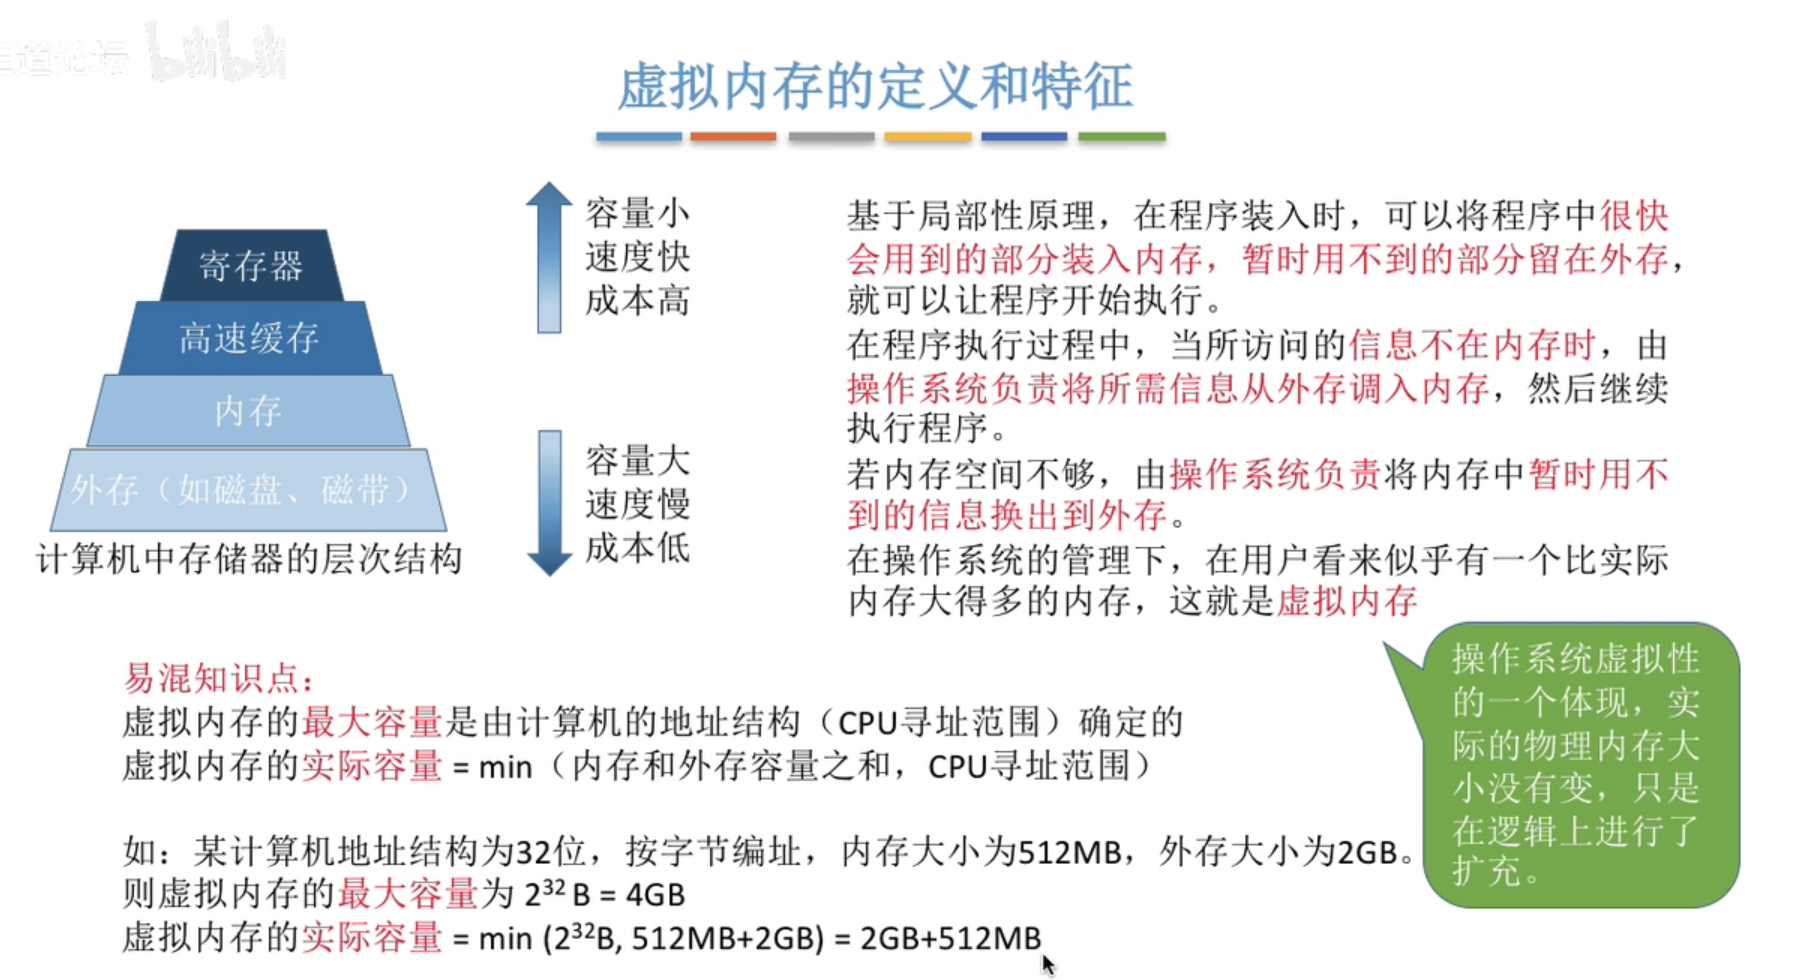 王道论坛 bilibili
虚拟内存的定义和特征
寄存器
高速缓存
内存
外存（如磁盘、磁带）
计算机中存储器的层次结构
容量小
速度快
成本高
容量大
速度慢
成本低
基于局部性原理，在程序装入时，可以将程序中很快
会用到的部分装入内存，暂时用不到的部分留在外存，
就可以让程序开始执行。
在程序执行过程中，当所访问的信息不在内存时，由
操作系统负责将所需信息从外存调入内存，然后继续
执行程序。
若内存空间不够，由操作系统负责将内存中暂时用不
到的信息换出到外存。
在操作系统的管理下，在用户看来似乎有一个比实际
内存大得多的内存，这就是虚拟内存
操作系统虚拟性
的一个体现，实
际的物理内存大
小没有变，只是
在逻辑上进行了
扩充。
易混知识点：
虚拟内存的最大容量是由计算机的地址结构（CPU寻址范围）确定的
虚拟内存的实际容量 = min（内存和外存容量之和，CPU寻址范围）
如：某计算机地址结构为32位，按字节编址，内存大小为512MB，外存大小为2GB。
则虚拟内存的最大容量为 2³² B = 4GB
虚拟内存的实际容量 = min (2³²B, 512MB+2GB) = 2GB+512MB